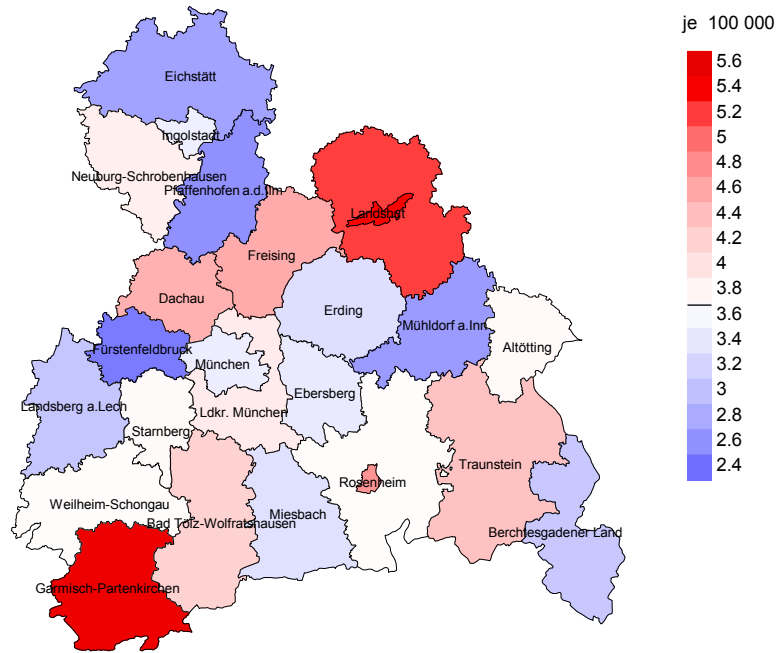 je 100 000
5.6
5.4
5.2
5
4.8
4.6
4.4
4.2
4
3.8
3.6
3.4
3.2
3
2.8
2.6
2.4
Eichstätt
Ingolstadt
Neuburg-Schrobenhausen
Pfaffenhofen a.d.Ilm
Landshut
Freising
Dachau
Erding
Mühldorf a.Inn
Altötting
Fürstenfeldbruck
München
Ebersberg
Landsberg a.Lech
Ldkr. München
Starnberg
Traunstein
Rosenheim
Weilheim-Schongau
Miesbach
Bad Tölz-Wolfratshausen
Berchtesgadener Land
Garmisch-Partenkirchen